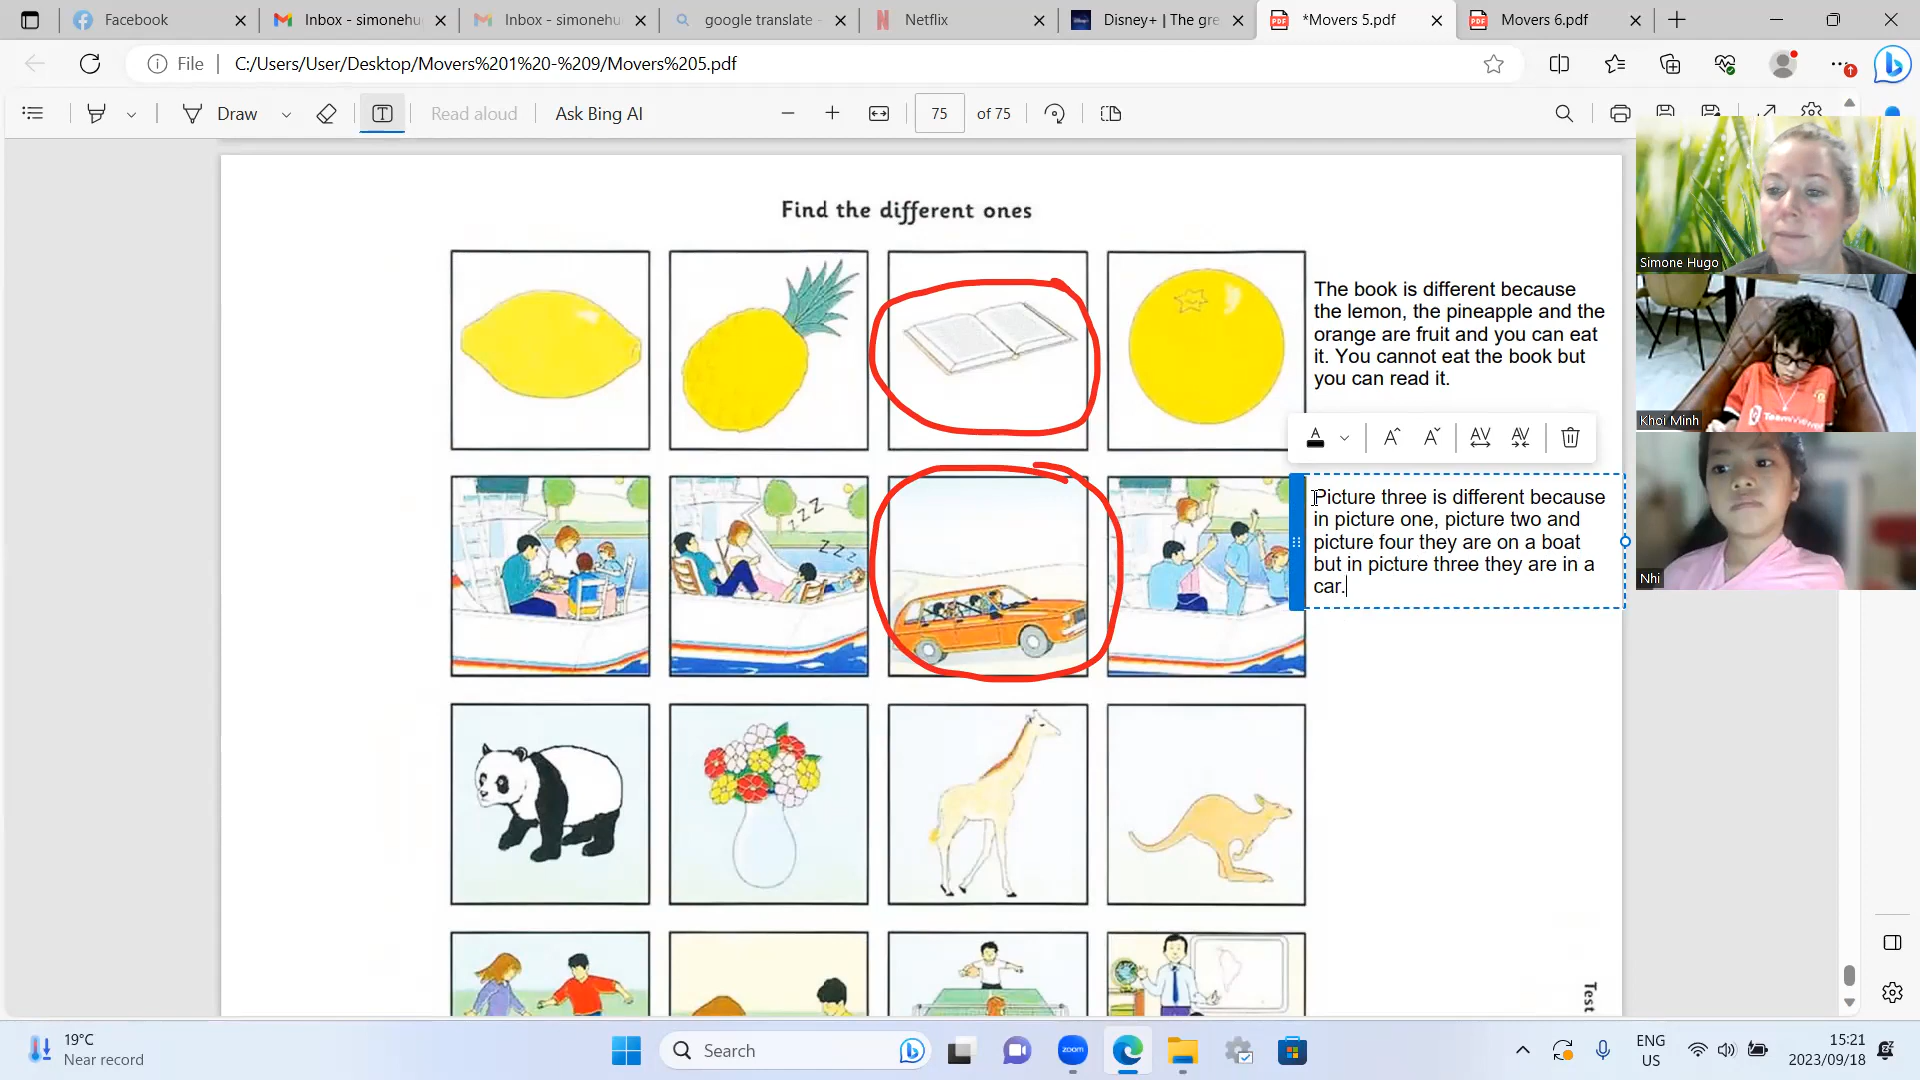 Facebook
Inbox - simonehu
Inbox - simonehu
google translate -
Netflix
Disney+ | The gre
*Movers 5.pdf
Movers 6.pdf
File
C:/Users/User/Desktop/Movers%201%20-%209/Movers%205.pdf
Draw
Read aloud
Ask Bing AI
75 of 75
Find the different ones
The book is different because
the lemon, the pineapple and the
orange are fruit and you can eat
it. You cannot eat the book but
you can read it.
Picture three is different because
in picture one, picture two and
picture four they are on a boat
but in picture three they are in a
car.
ZZZ
ZZZ
Simone Hugo
TeamViewer
Khoi Minh
Nhi
Test
19°C
Near record
Search
zoom
ENG
US
15:21
2023/09/18